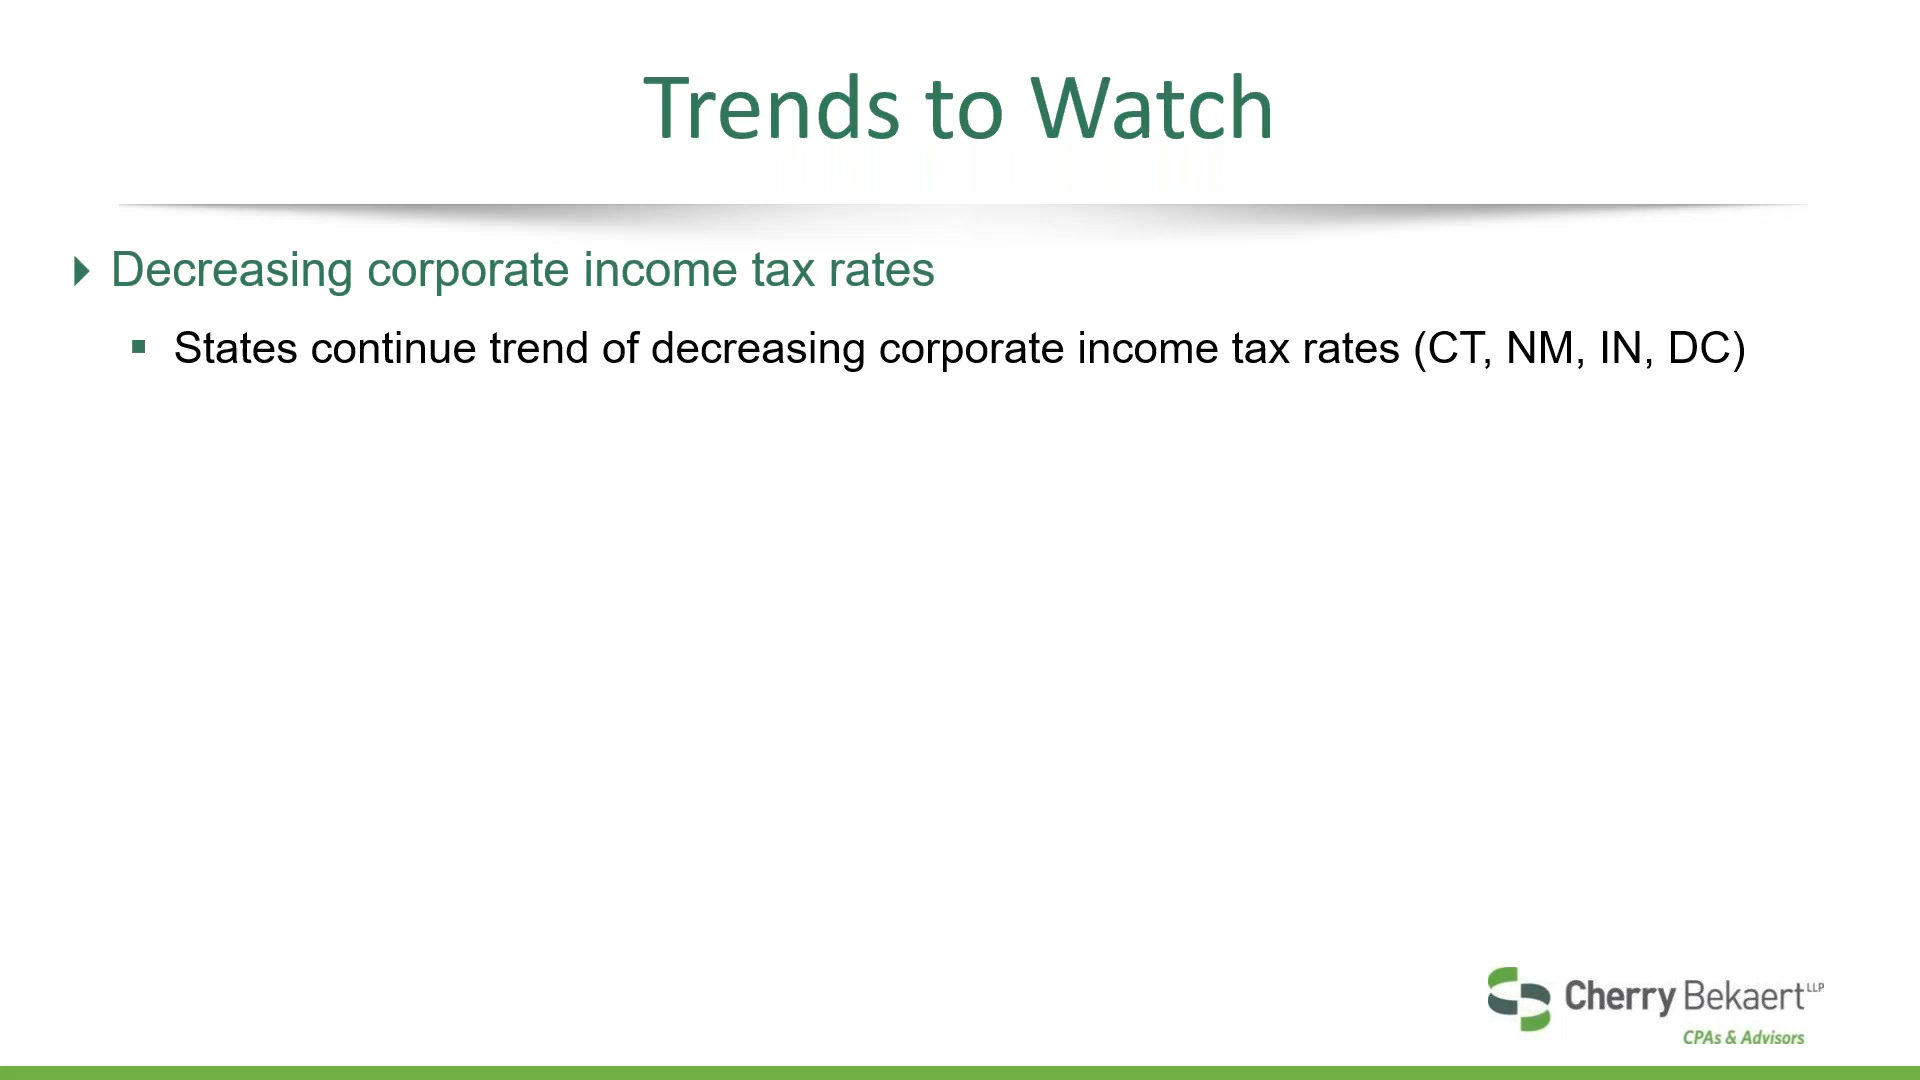 Trends to Watch
Decreasing corporate income tax rates
States continue trend of decreasing corporate income tax rates (CT, NM, IN, DC)
Cherry Bekaert LLP
CPAs & Advisors